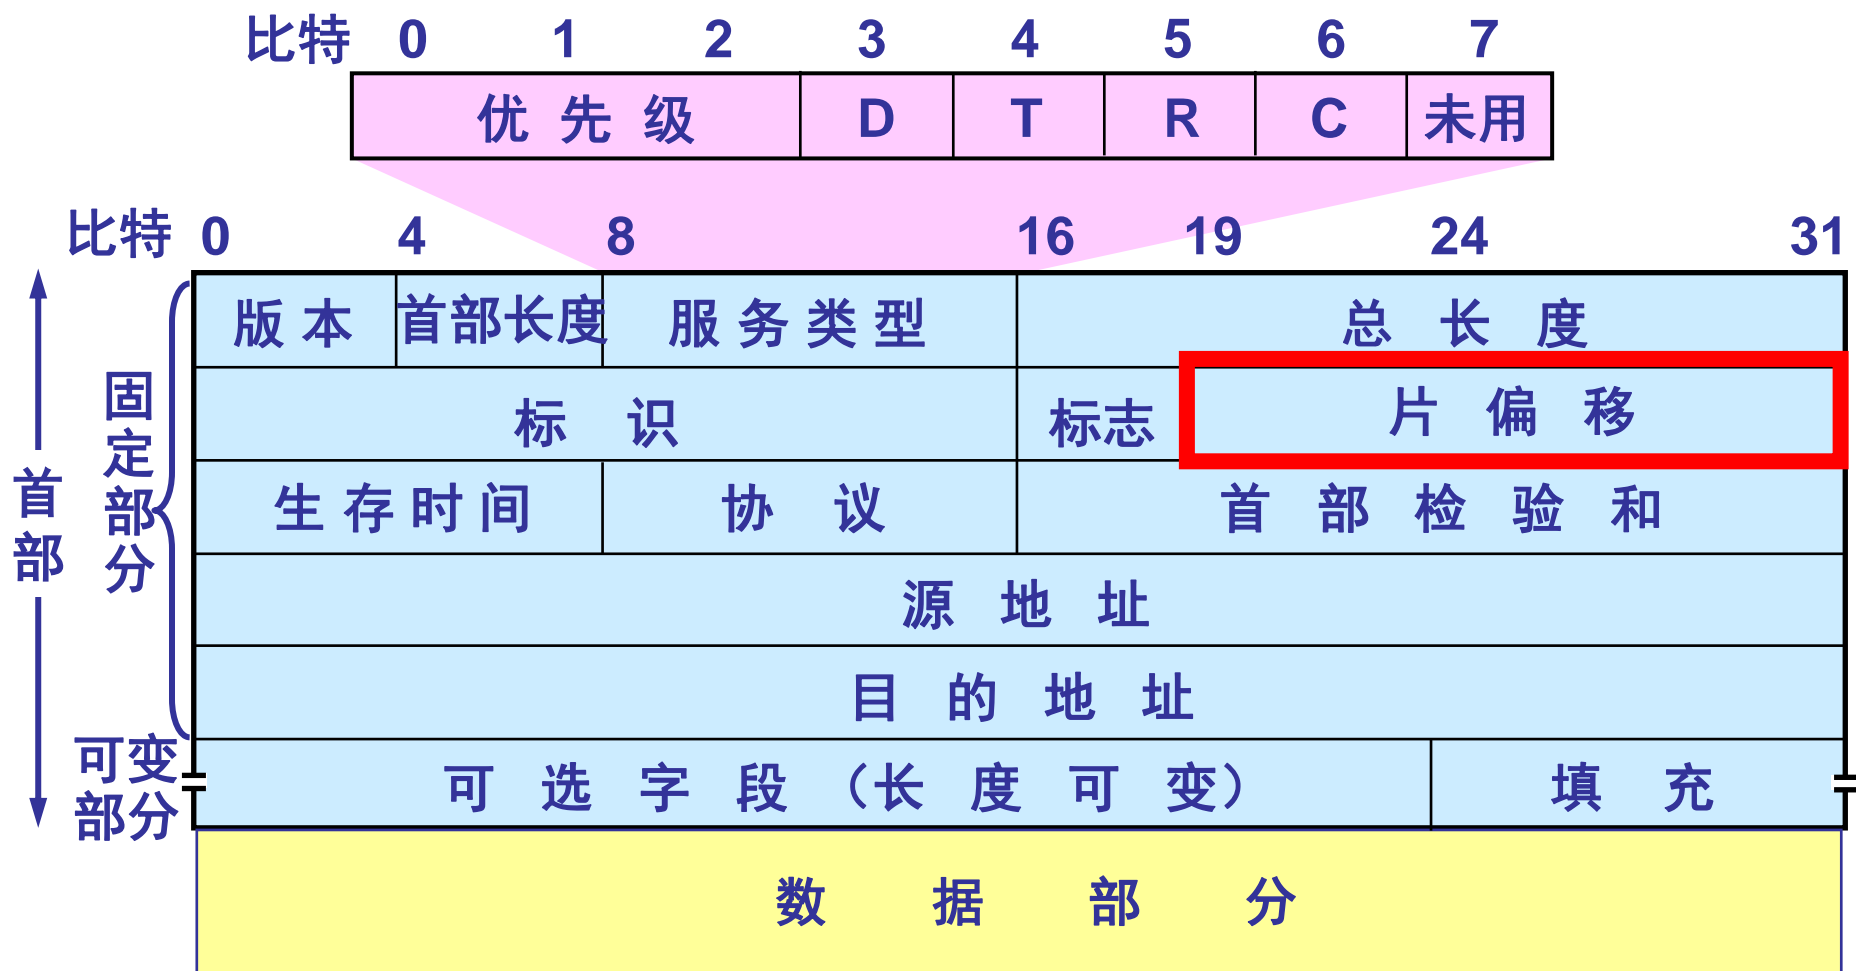 比特 0 1 2 3 4 5 6 7
优先级 D T R C 未用
比特 0 4 8 16 19 24 31
版本 首部长度 服务类型 总长度
标识 标志 片偏移
生存时间 协议 首部检验和
源地址
目的地址
可选字段（长度可变） 填充
数据部分
首部
固定部分
可变
部分